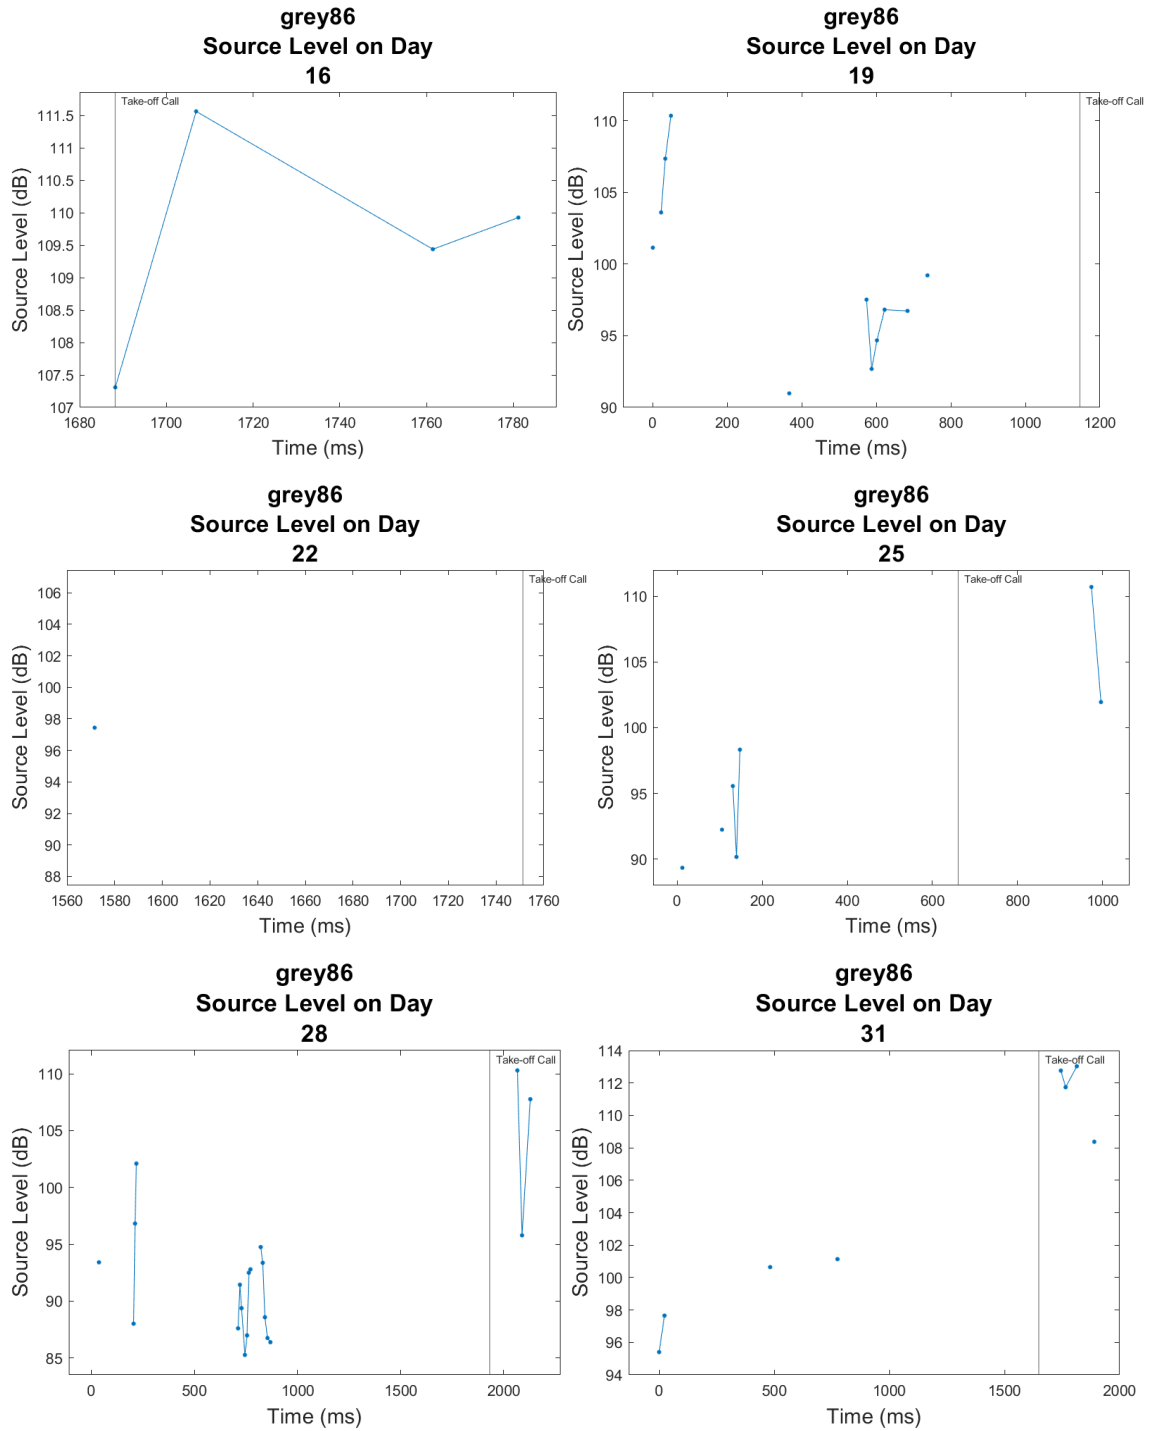 grey86
Source Level on Day
16
Take-off Call
111.5
111
110.5
110
109.5
109
108.5
108
107.5
107
Source Level (dB)
1680 1700 1720 1740 1760 1780
Time (ms)
grey86
Source Level on Day
19
Take-off Call
110
105
100
95
90
Source Level (dB)
0 200 400 600 800 1000 1200
Time (ms)
grey86
Source Level on Day
22
Take-off Call
106
104
102
100
98
96
94
92
90
88
Source Level (dB)
1560 1580 1600 1620 1640 1660 1680 1700 1720 1740 1760
Time (ms)
grey86
Source Level on Day
25
Take-off Call
110
105
100
95
90
Source Level (dB)
0 200 400 600 800 1000
Time (ms)
grey86
Source Level on Day
28
Take-off Call
110
105
100
95
90
85
Source Level (dB)
0 500 1000 1500 2000
Time (ms)
grey86
Source Level on Day
31
Take-off Call
114
112
110
108
106
104
102
100
98
96
94
Source Level (dB)
0 500 1000 1500 2000
Time (ms)